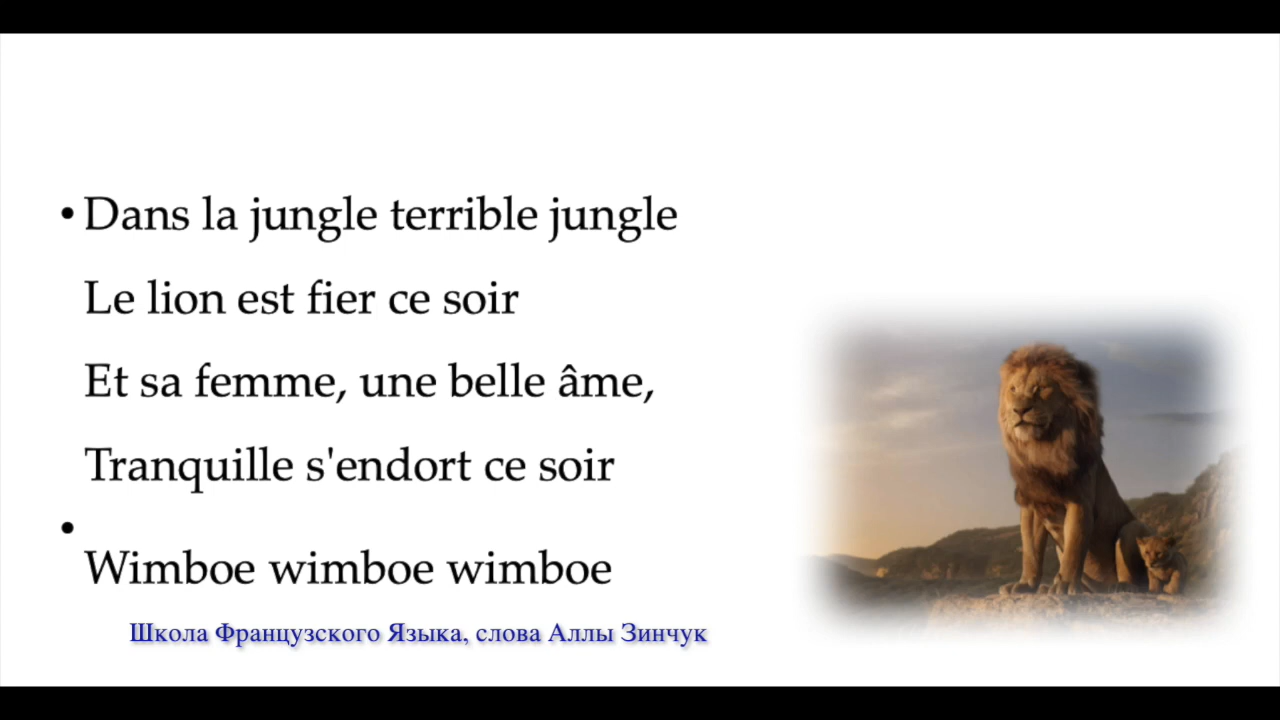 • Dans la jungle terrible jungle
Le lion est fier ce soir
Et sa femme, une belle âme,
Tranquille s'endort ce soir
•
Wimboe wimboe wimboe
Школа Французского Языка, слова Аллы Зинчук